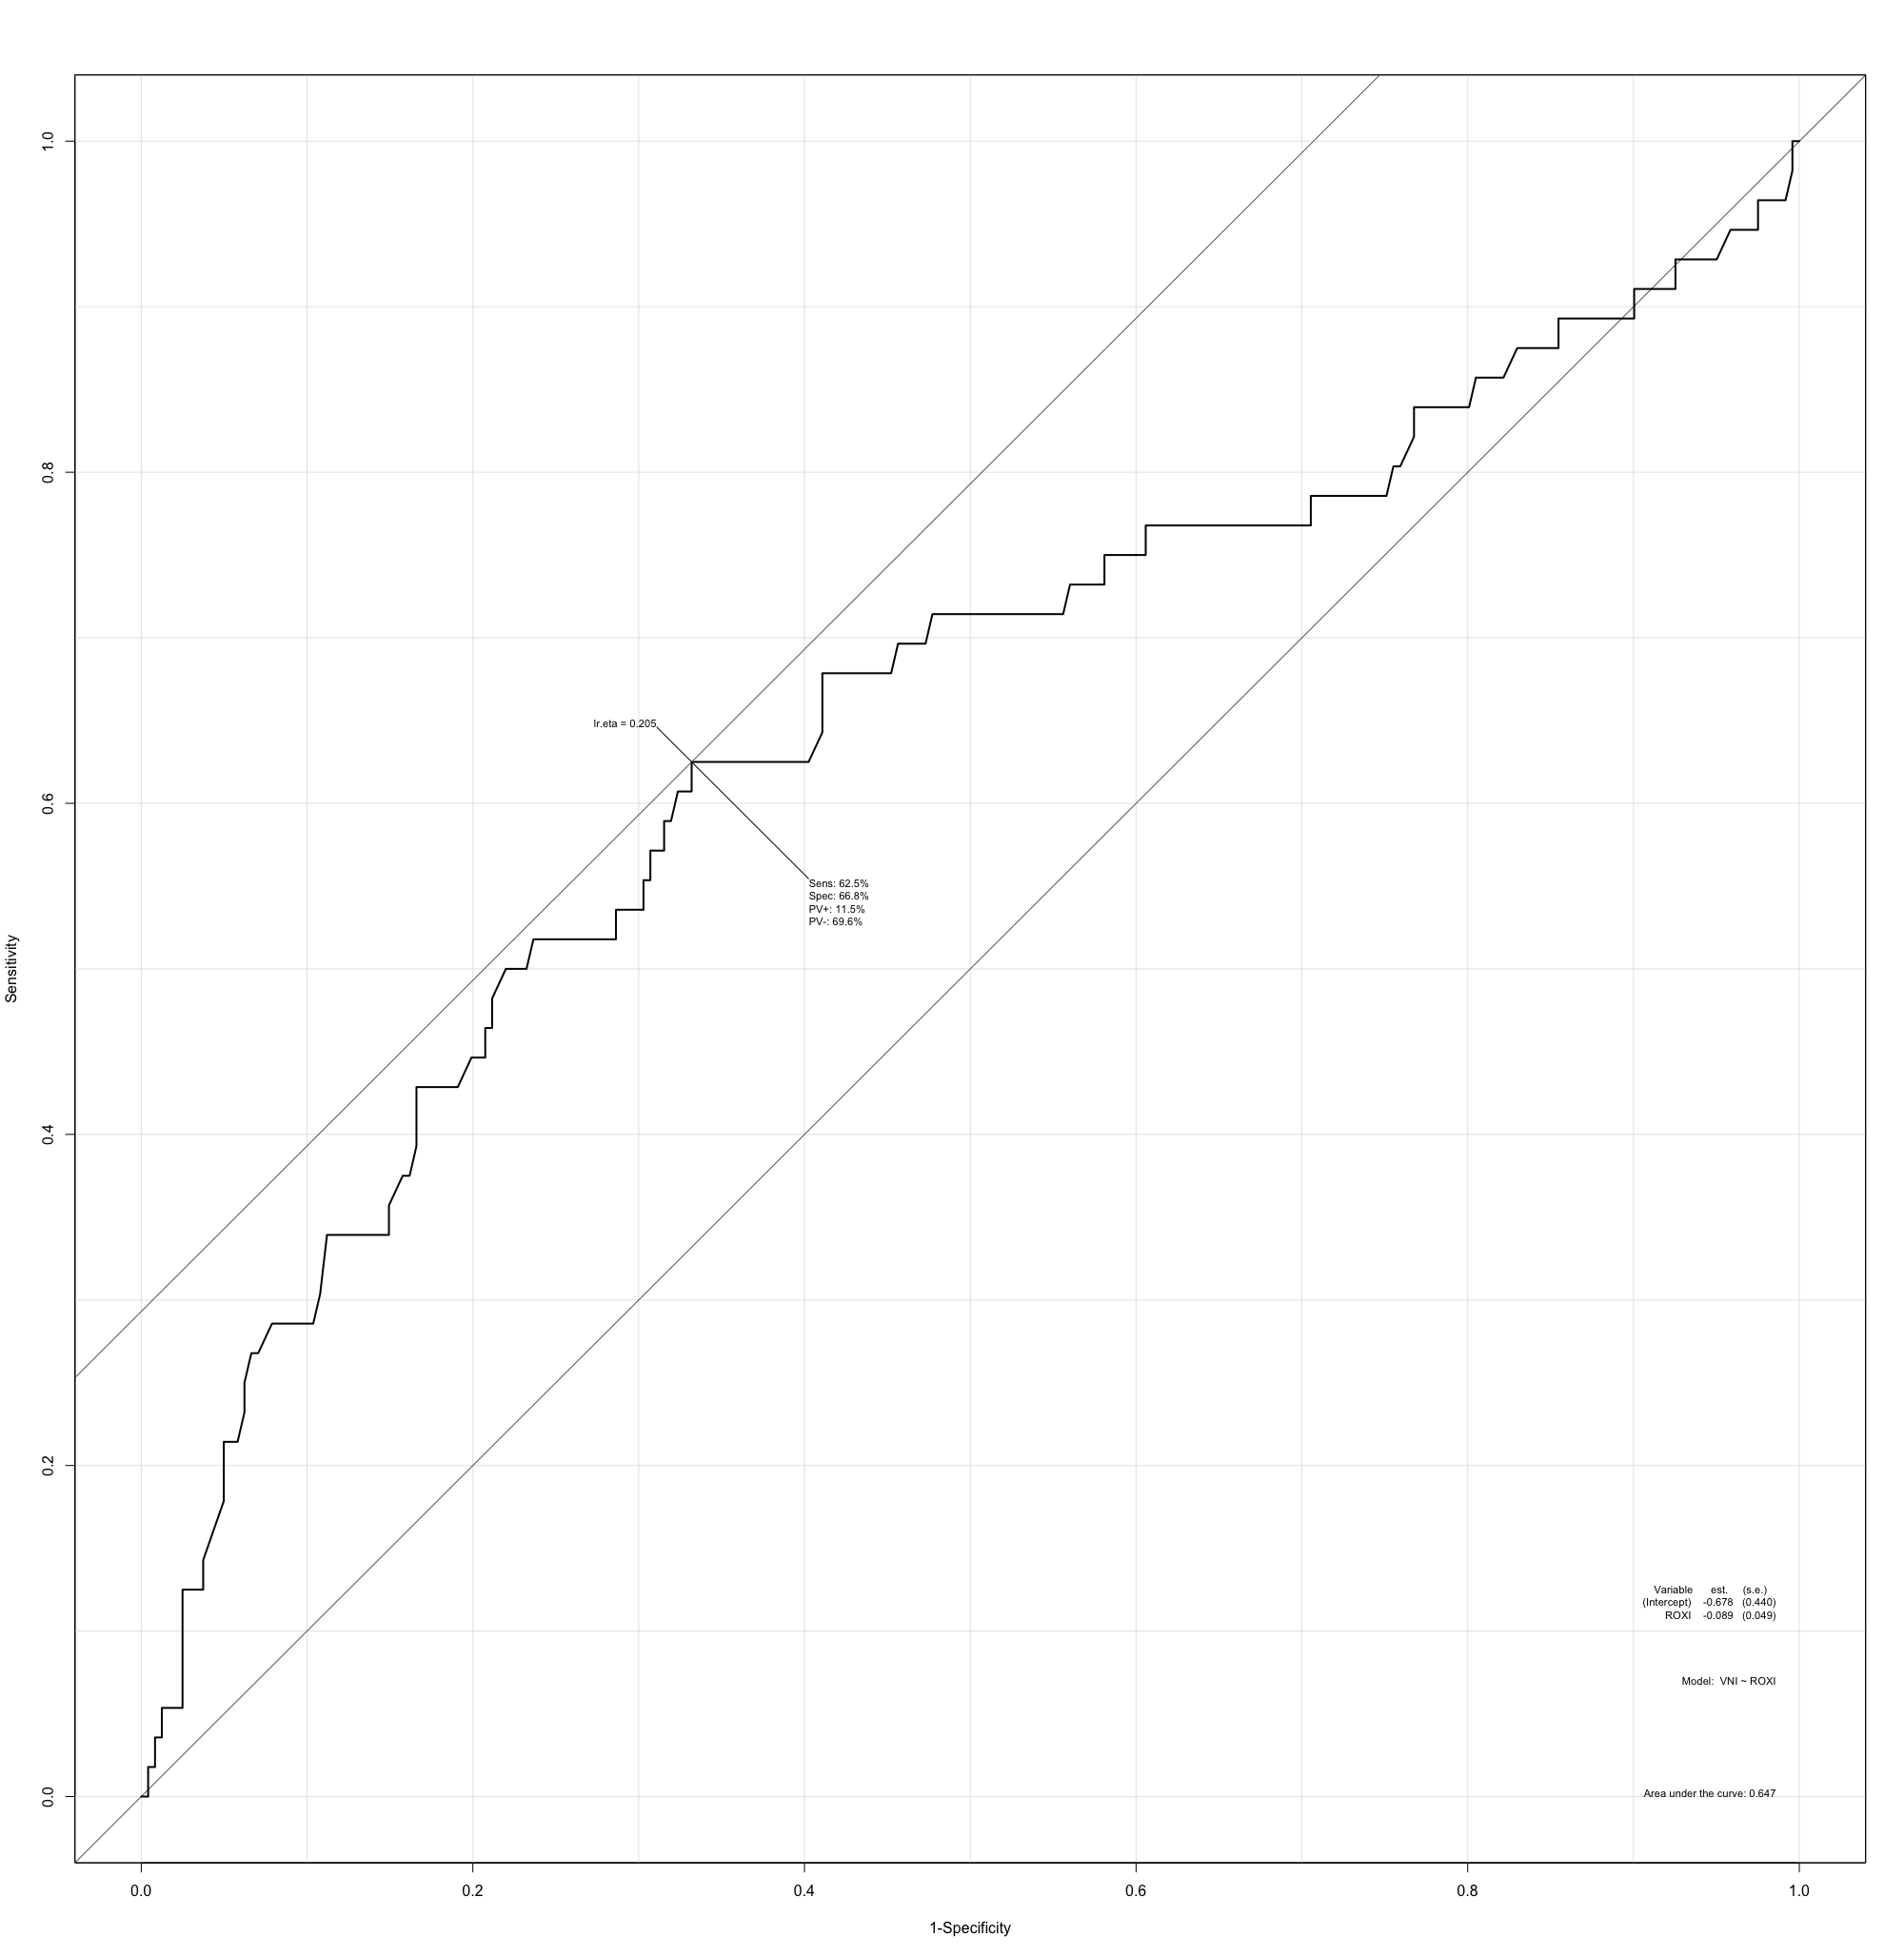 1.0
0.8
0.6
0.4
0.2
0.0
Sensitivity
lr.eta = 0.205
Sens: 62.5%
Spec: 66.8%
PV+: 11.5%
PV-: 69.6%
Variable est. (s.e.)
(Intercept) -0.678 (0.440)
ROXI -0.089 (0.049)
Model: VNI ~ ROXI
Area under the curve: 0.647
0.0 0.2 0.4 0.6 0.8 1.0
1-Specificity